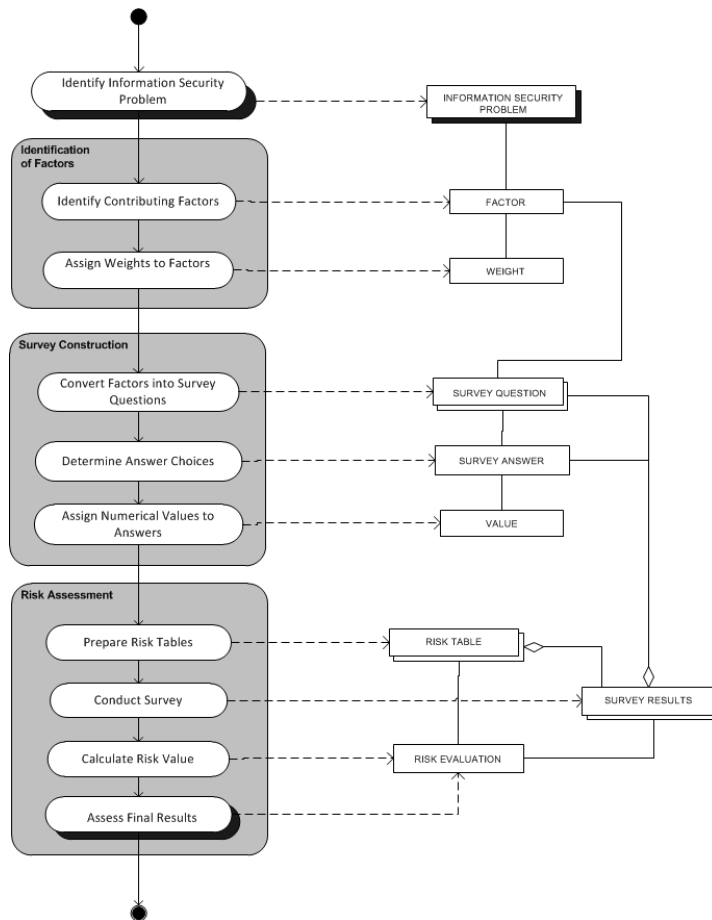 Identify Information Security
Problem
INFORMATION SECURITY
PROBLEM
Identification
of Factors
Identify Contributing Factors
FACTOR
Assign Weights to Factors
WEIGHT
Survey Construction
Convert Factors into Survey
Questions
SURVEY QUESTION
Determine Answer Choices
SURVEY ANSWER
Assign Numerical Values to
Answers
VALUE
Risk Assessment
Prepare Risk Tables
RISK TABLE
Conduct Survey
SURVEY RESULTS
Calculate Risk Value
RISK EVALUATION
Assess Final Results